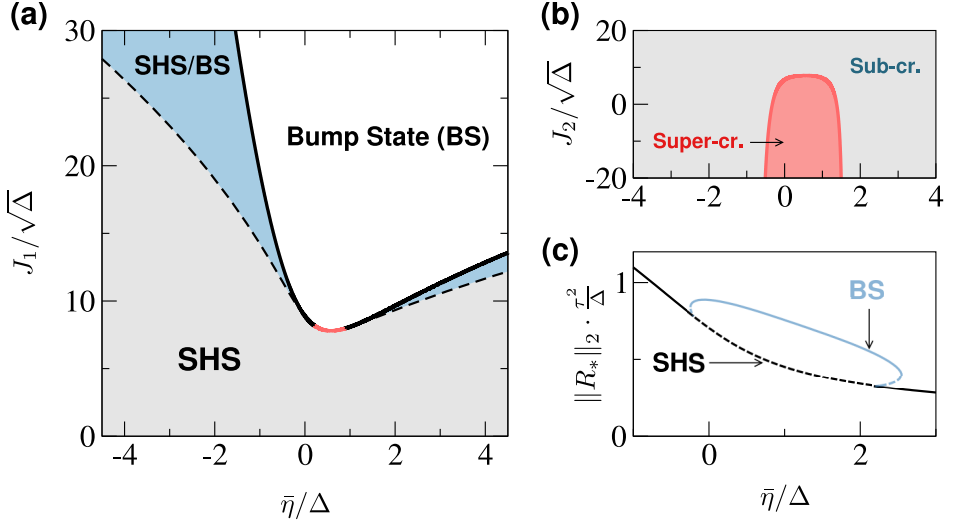 (a)
30
20
10
0
-4
-2
0
2
4
J₁/√Δ
η̄/Δ
SHS/BS
Bump State (BS)
SHS
(b)
20
0
-20
-4
-2
0
2
4
J₂/√Δ
Sub-cr.
Super-cr.
(c)
1
0
0
2
‖R*‖₂ · τ²/Δ
η̄/Δ
BS
SHS